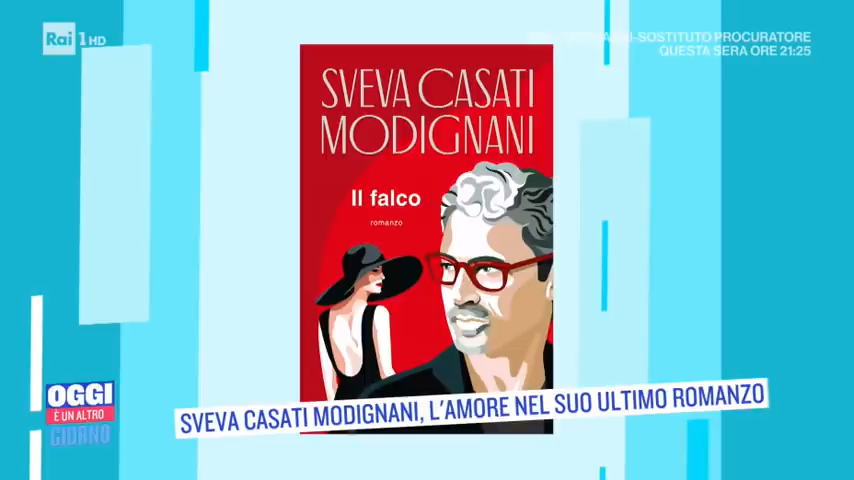 Rai 1 HD
SOSTITUTO PROCURATORE
QUESTA SERA ORE 21:25
SVEVA CASATI
MODIGNANI
Il falco
romanzo
OGGI
È UN ALTRO
GIORNO
SVEVA CASATI MODIGNANI, L'AMORE NEL SUO ULTIMO ROMANZO